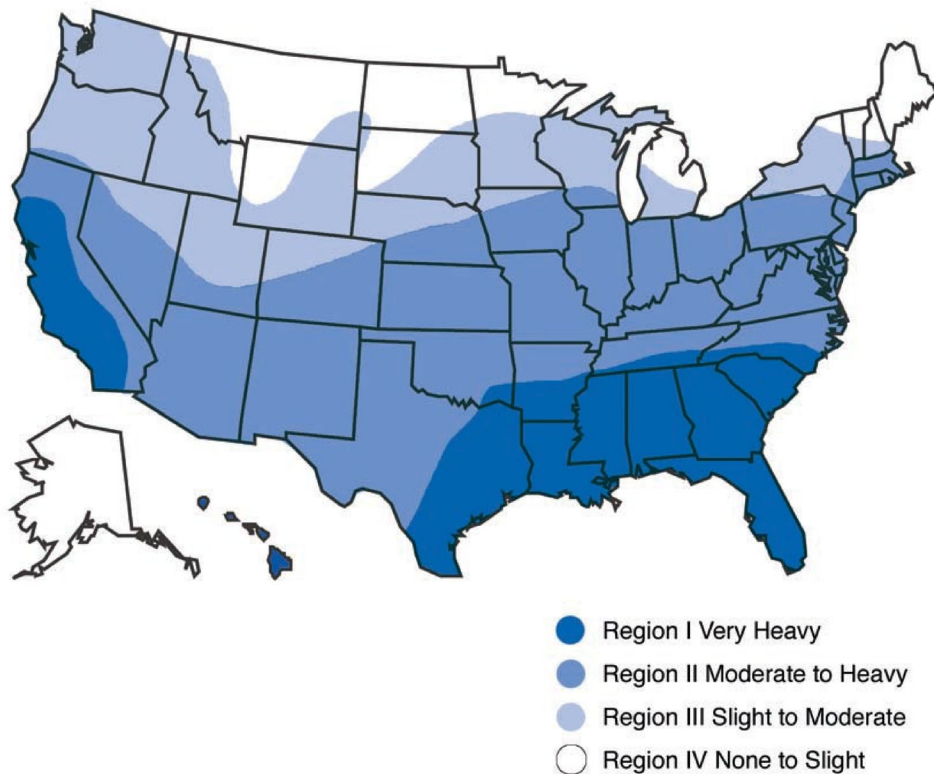 Region I Very Heavy
Region II Moderate to Heavy
Region III Slight to Moderate
Region IV None to Slight